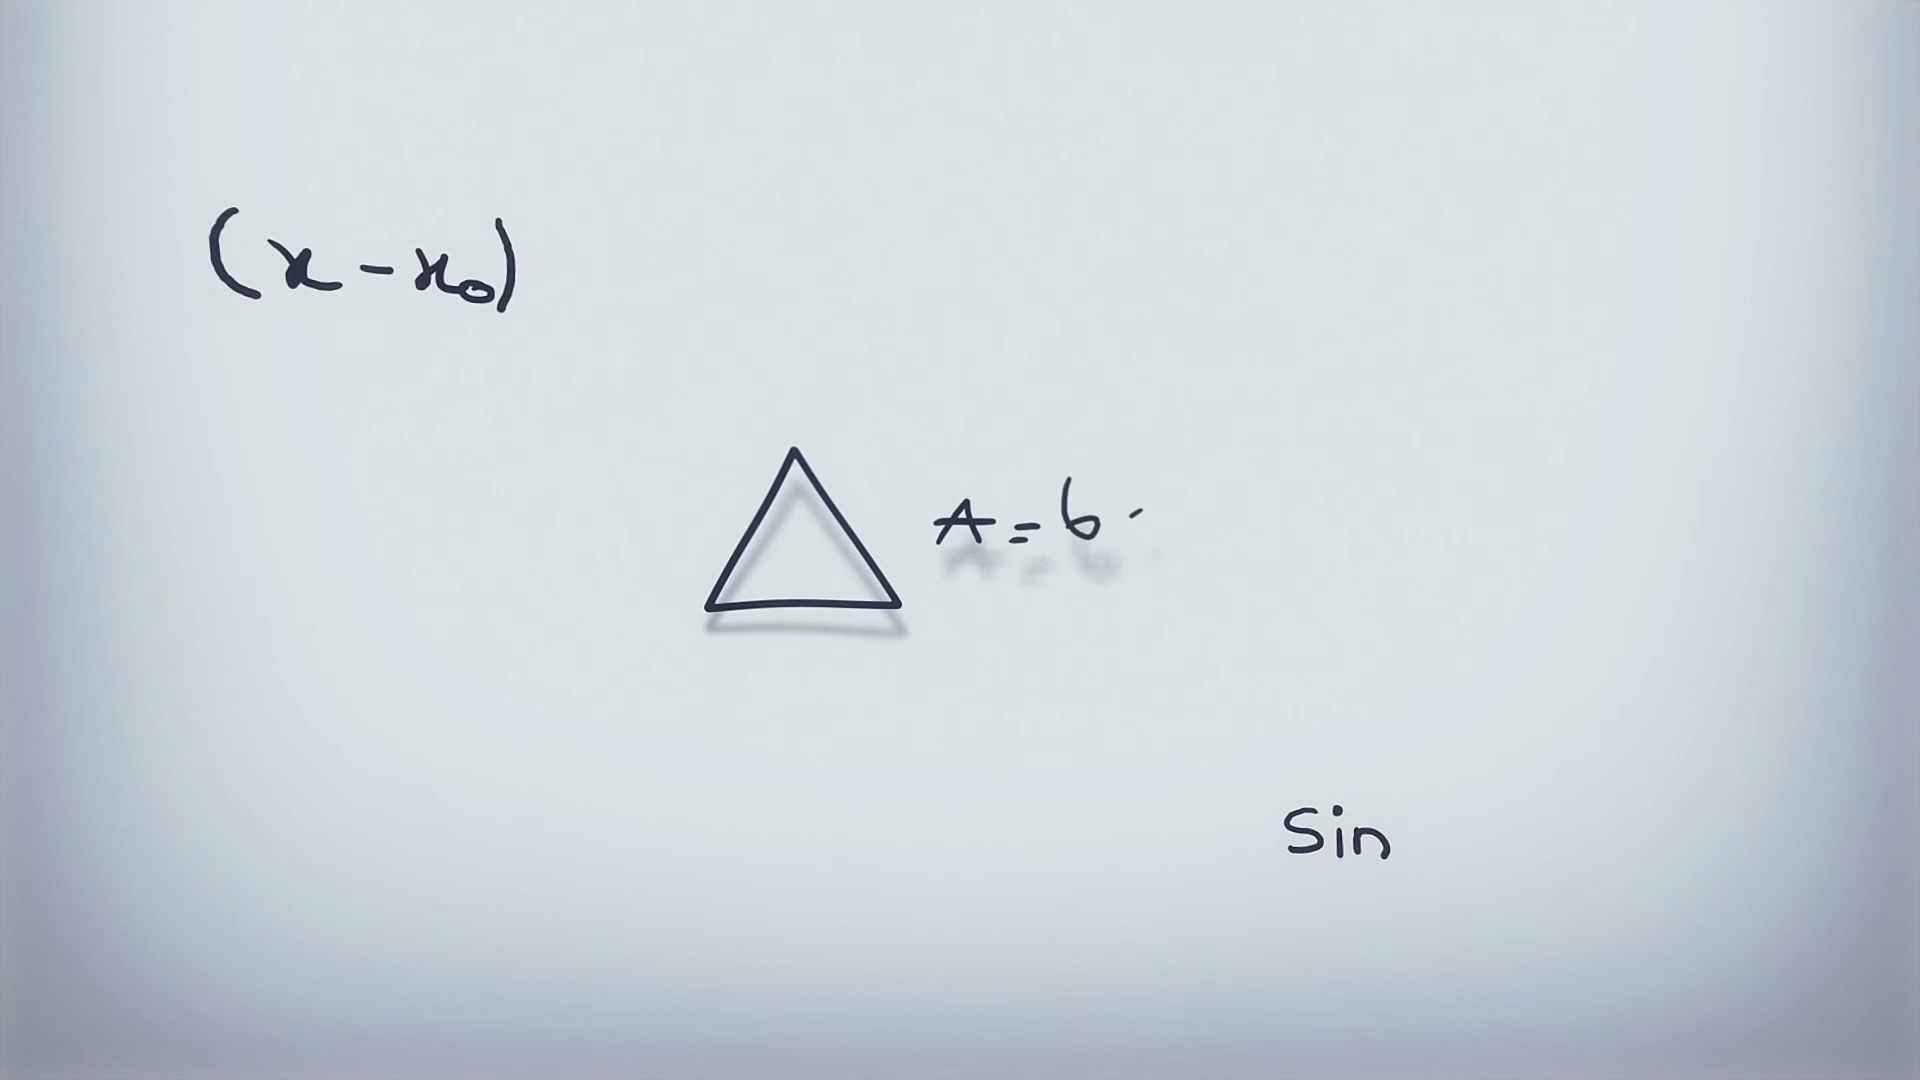 (x - x₀)
A = b ·
sin